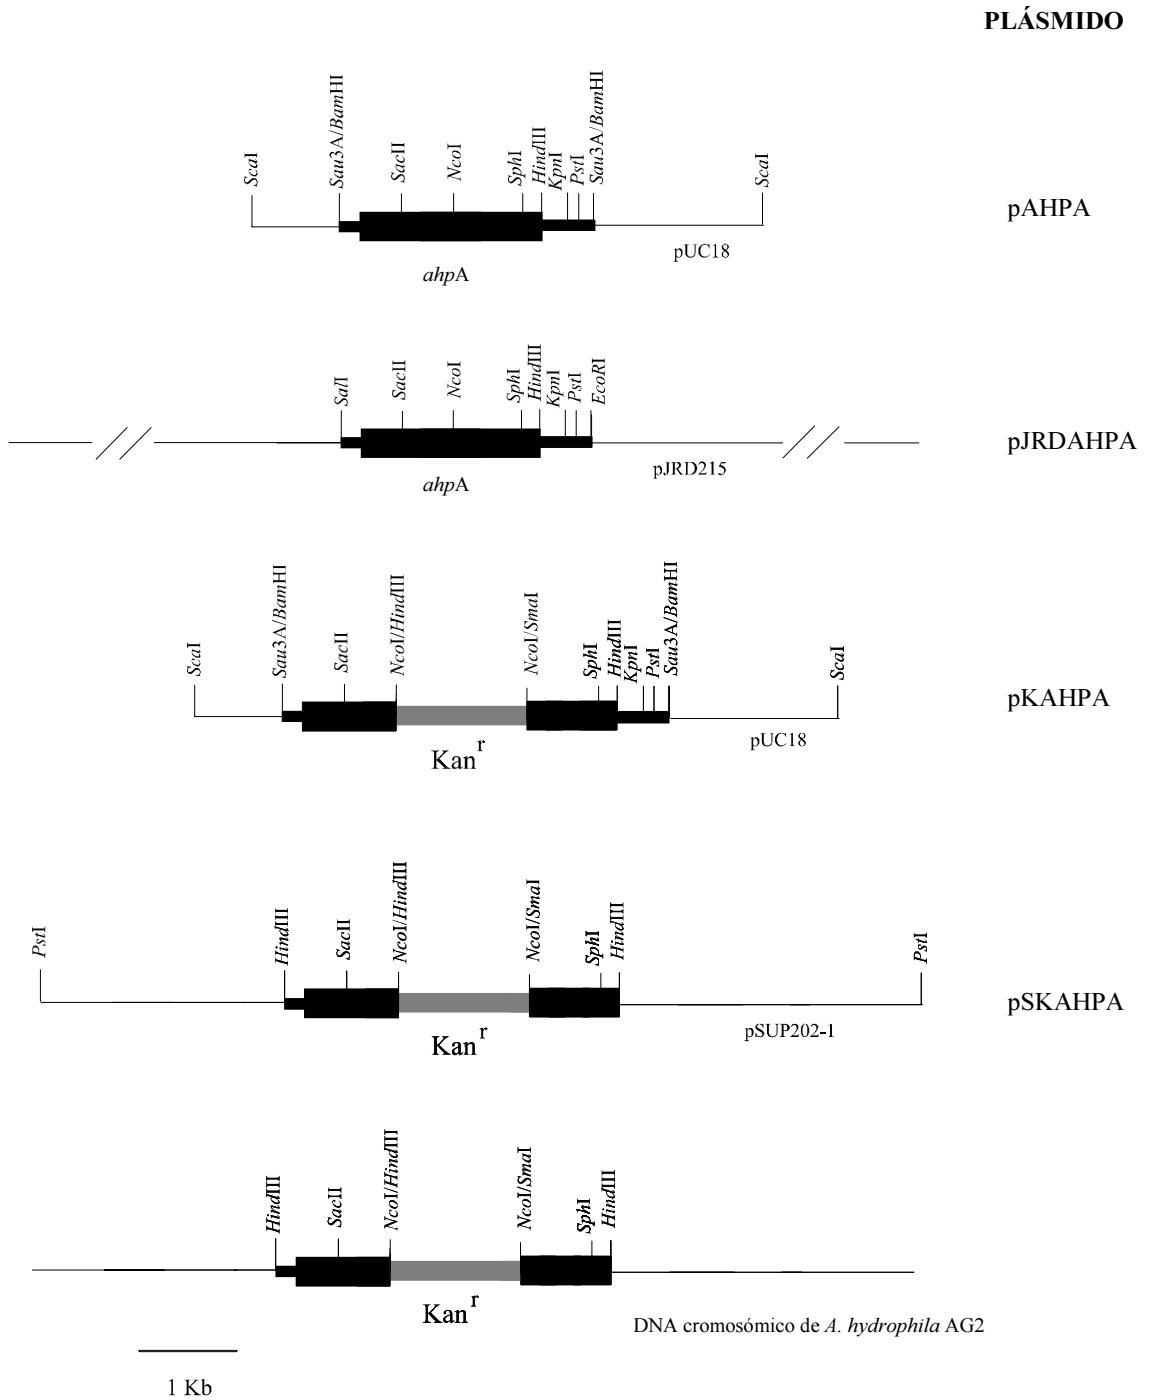 PLÁSMIDO
ScaI
Sau3A/BamHI
SacII
NcoI
SphI
HindIII
KpnI
PstI
Sau3A/BamHI
ScaI
pAHPA
pUC18
ahpA
SalI
SacII
NcoI
SphI
HindIII
KpnI
PstI
EcoRI
pJRDAHPA
pJRD215
ahpA
ScaI
Sau3A/BamHI
SacII
NcoI/HindIII
NcoI/SmaI
SphI
HindIII
KpnI
PstI
Sau3A/BamHI
ScaI
pKAHPA
pUC18
Kan r
PstI
HindIII
SacII
NcoI/HindIII
NcoI/SmaI
SphI
HindIII
PstI
pSKAHPA
pSUP202-1
Kan r
HindIII
SacII
NcoI/HindIII
NcoI/SmaI
SphI
HindIII
Kan r
DNA cromosómico de A. hydrophila AG2
1 Kb